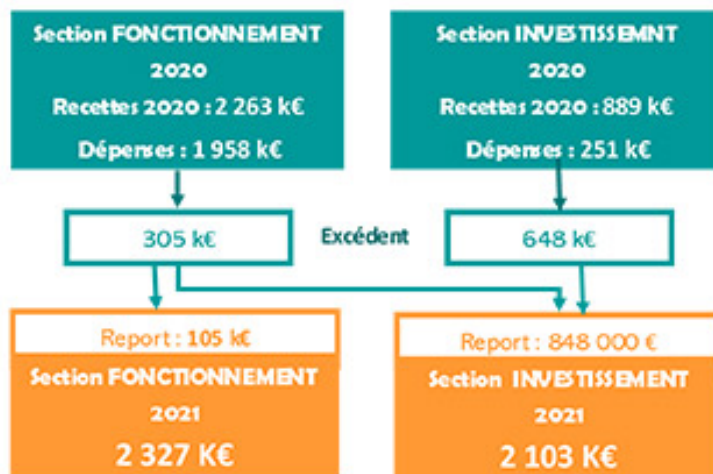 Section FONCTIONNEMENT
2020
Recettes 2020 : 2 263 k€
Dépenses : 1 958 k€
Section INVESTISSEMNT
2020
Recettes 2020 : 889 k€
Dépenses : 251 k€
305 k€
Excédent
648 k€
Report : 105 k€
Section FONCTIONNEMENT
2021
2 327 K€
Report : 848 000 €
Section INVESTISSEMENT
2021
2 103 K€